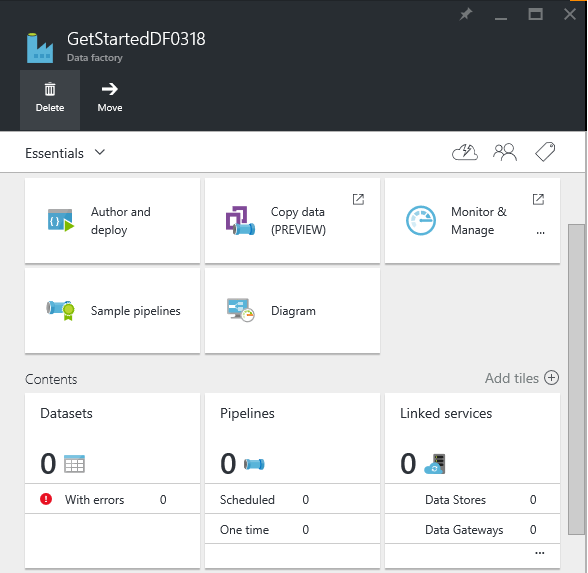 GetStartedDF0318
Data factory
Delete
Move
Essentials
Author and
deploy
Copy data
(PREVIEW)
Monitor &
Manage
...
Sample pipelines
Diagram
Contents
Add tiles
Datasets
0
With errors 0
Pipelines
0
Scheduled 0
One time 0
Linked services
0
Data Stores 0
Data Gateways 0
...